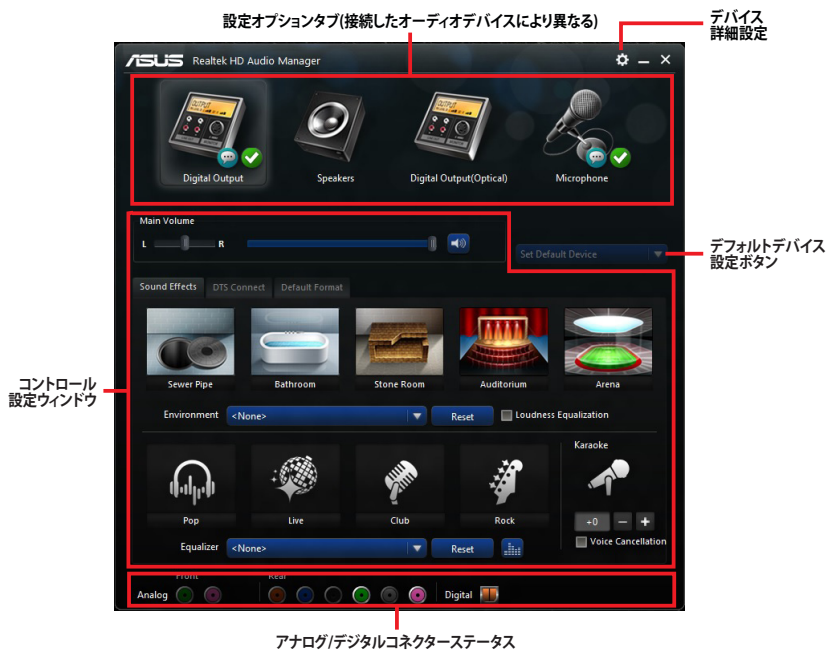 設定オプションタブ(接続したオーディオデバイスにより異なる)
デバイス
詳細設定
ASUS Realtek HD Audio Manager
OUTPUT
OUTPUT
Digital Output
Speakers
Digital Output(Optical)
Microphone
Main Volume
L R
Set Default Device
デフォルトデバイス
設定ボタン
Sound Effects DTS Connect Default Format
Sewer Pipe
Bathroom
Stone Room
Auditorium
Arena
コントロール
設定ウィンドウ
Environment <None> Reset Loudness Equalization
Karaoke
Pop
Live
Club
Rock
+0 − +
Equalizer <None> Reset
Voice Cancellation
Front
Rear
Analog
Digital
アナログ/デジタルコネクターステータス